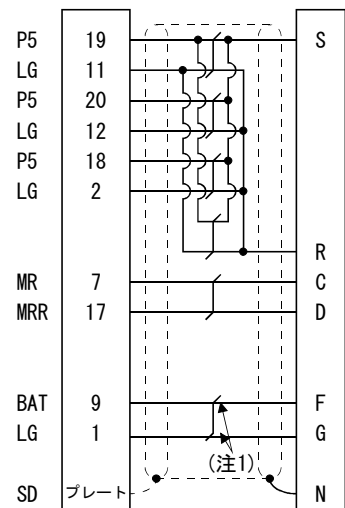 P5 19 S
LG 11
P5 20
LG 12
P5 18
LG 2
R
MR 7 C
MRR 17 D
BAT 9 F
LG 1 G
(注1)
SD プレート N